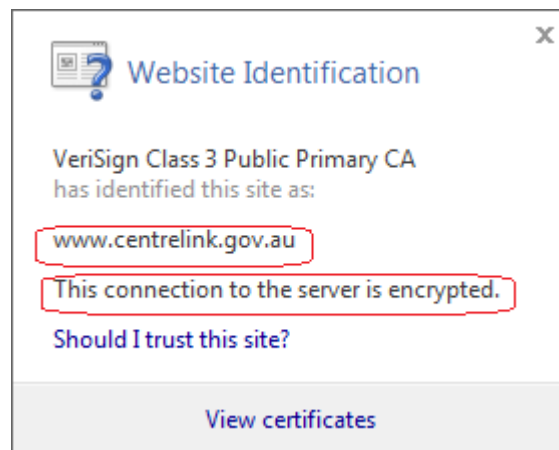 x
Website Identification
VeriSign Class 3 Public Primary CA
has identified this site as:
www.centrelink.gov.au
This connection to the server is encrypted.
Should I trust this site?
View certificates